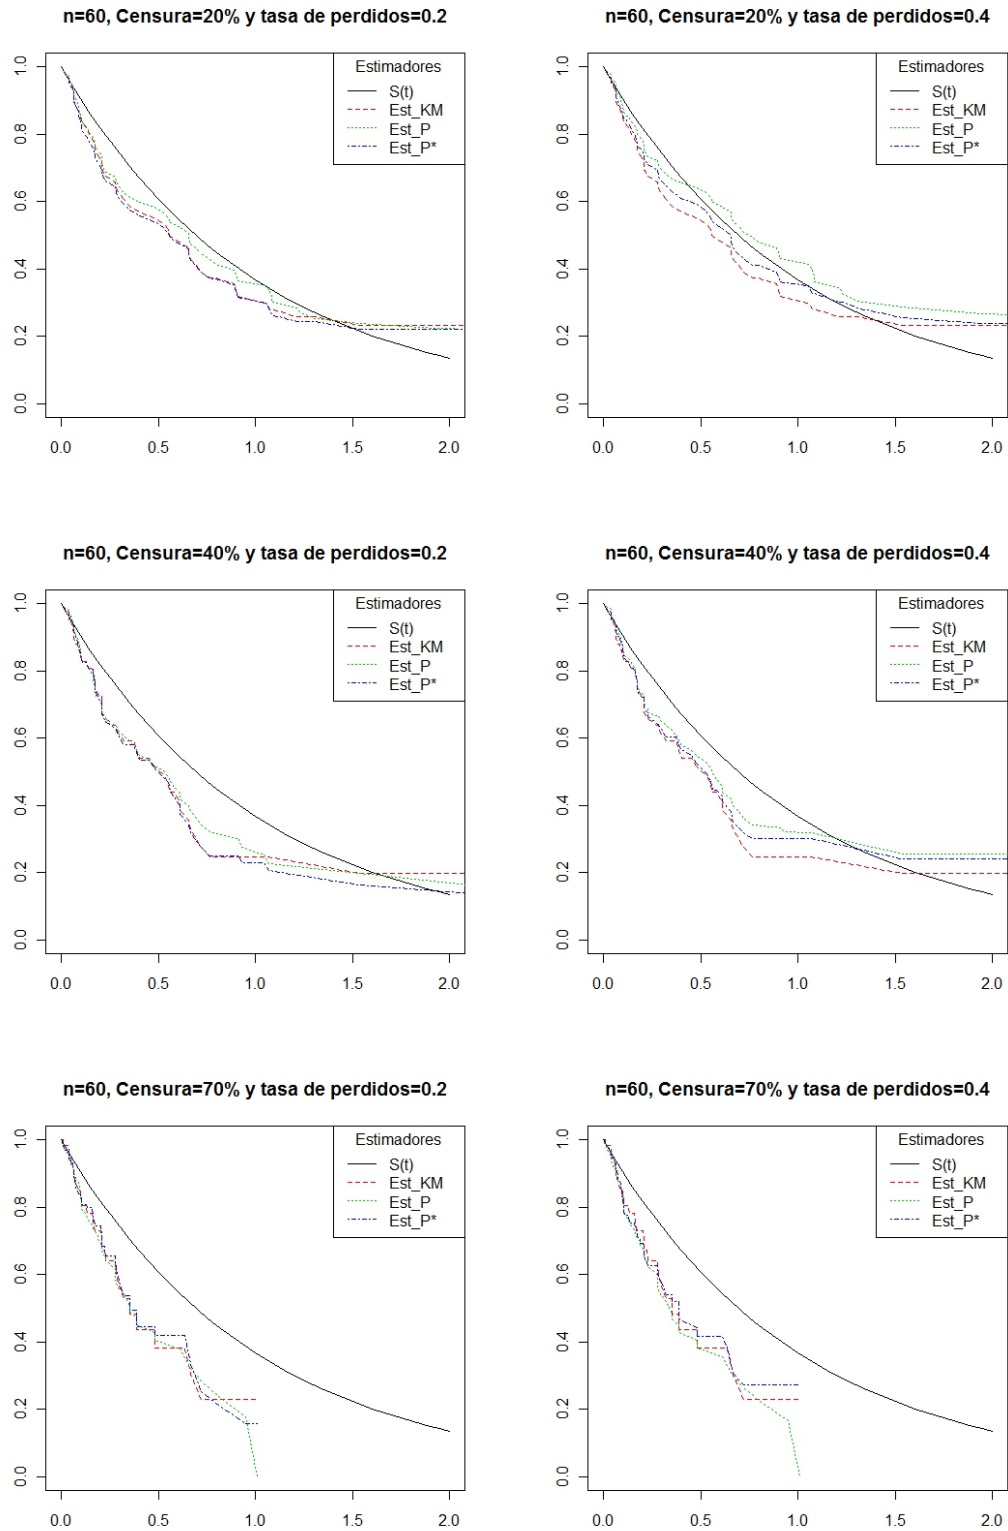 n=60, Censura=20% y tasa de perdidos=0.2
Estimadores
S(t)
Est_KM
Est_P
Est_P*
1.0
0.8
0.6
0.4
0.2
0.0
0.0 0.5 1.0 1.5 2.0
n=60, Censura=20% y tasa de perdidos=0.4
Estimadores
S(t)
Est_KM
Est_P
Est_P*
1.0
0.8
0.6
0.4
0.2
0.0
0.0 0.5 1.0 1.5 2.0
n=60, Censura=40% y tasa de perdidos=0.2
Estimadores
S(t)
Est_KM
Est_P
Est_P*
1.0
0.8
0.6
0.4
0.2
0.0
0.0 0.5 1.0 1.5 2.0
n=60, Censura=40% y tasa de perdidos=0.4
Estimadores
S(t)
Est_KM
Est_P
Est_P*
1.0
0.8
0.6
0.4
0.2
0.0
0.0 0.5 1.0 1.5 2.0
n=60, Censura=70% y tasa de perdidos=0.2
Estimadores
S(t)
Est_KM
Est_P
Est_P*
1.0
0.8
0.6
0.4
0.2
0.0
0.0 0.5 1.0 1.5 2.0
n=60, Censura=70% y tasa de perdidos=0.4
Estimadores
S(t)
Est_KM
Est_P
Est_P*
1.0
0.8
0.6
0.4
0.2
0.0
0.0 0.5 1.0 1.5 2.0